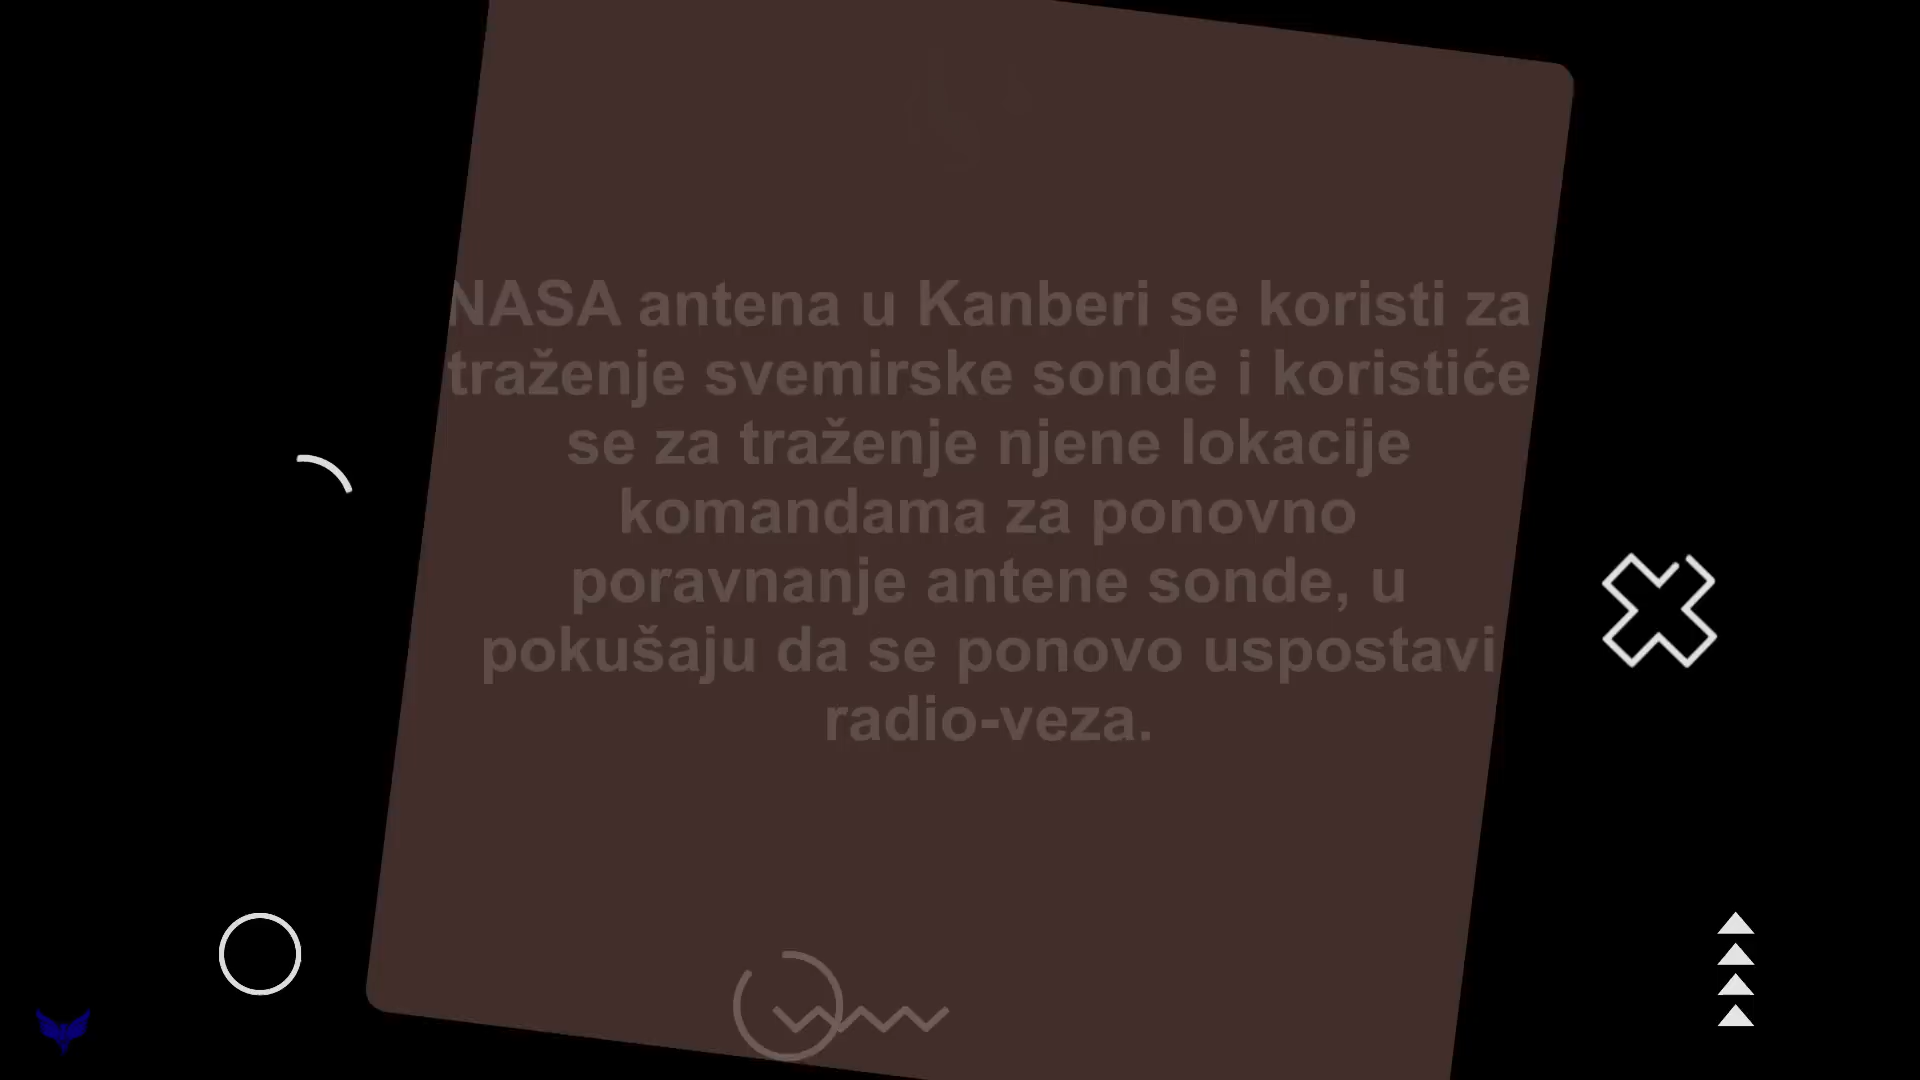 NASA antena u Kanberi se koristi za
traženje svemirske sonde i koristiće
se za traženje njene lokacije
komandama za ponovno
poravnanje antene sonde, u
pokušaju da se ponovo uspostavi
radio-veza.